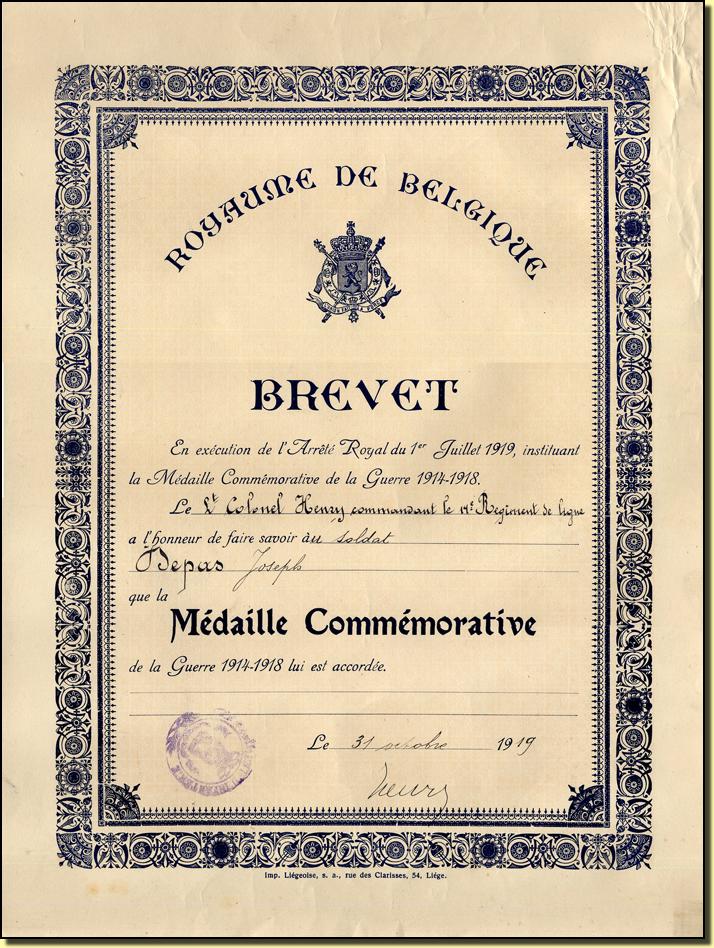 ROYAUME DE BELGIQUE
BREVET
En exécution de l'Arrêté Royal du 1er Juillet 1919, instituant
la Médaille Commémorative de la Guerre 1914-1918.
Le Lt Colonel Henry commandant le 14e Regiment de ligne
a l'honneur de faire savoir àu soldat
Depas Joseph
que la
Médaille Commémorative
de la Guerre 1914-1918 lui est accordée.
Le 31 octobre 1919
Henry
Imp. Liégeoise, s. a., rue des Clarisses, 54, Liége.